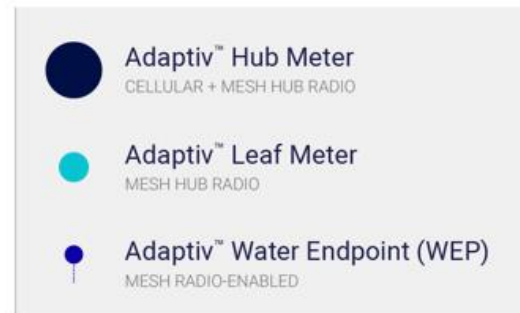 Adaptiv™ Hub Meter
CELLULAR + MESH HUB RADIO
Adaptiv™ Leaf Meter
MESH HUB RADIO
Adaptiv™ Water Endpoint (WEP)
MESH RADIO-ENABLED